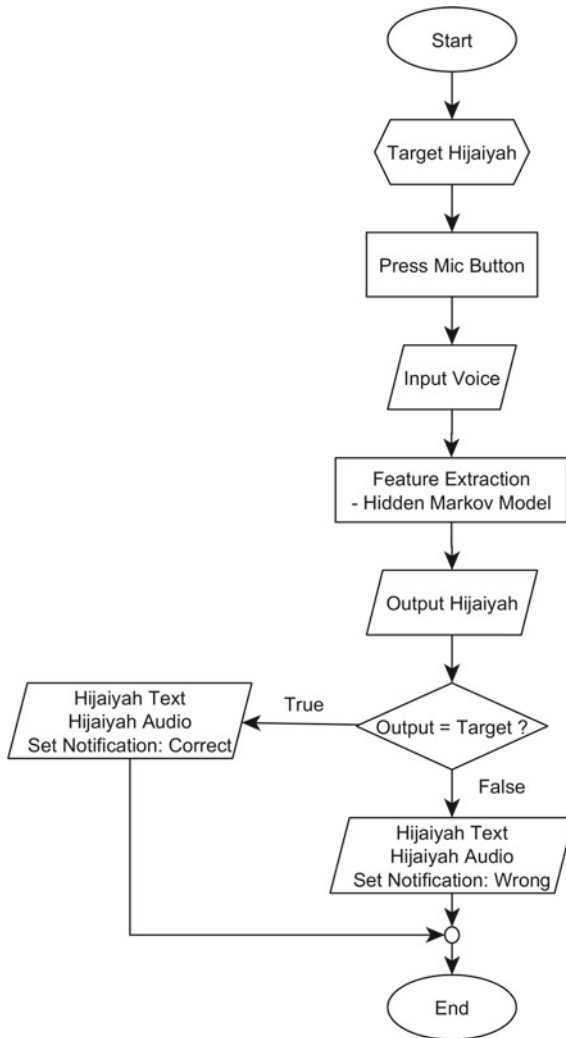 Start
Target Hijaiyah
Press Mic Button
Input Voice
Feature Extraction
- Hidden Markov Model
Output Hijaiyah
Output = Target ?
True
Hijaiyah Text
Hijaiyah Audio
Set Notification: Correct
False
Hijaiyah Text
Hijaiyah Audio
Set Notification: Wrong
End